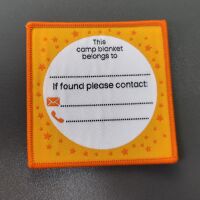 This
camp blanket
belongs to
If found please contact: